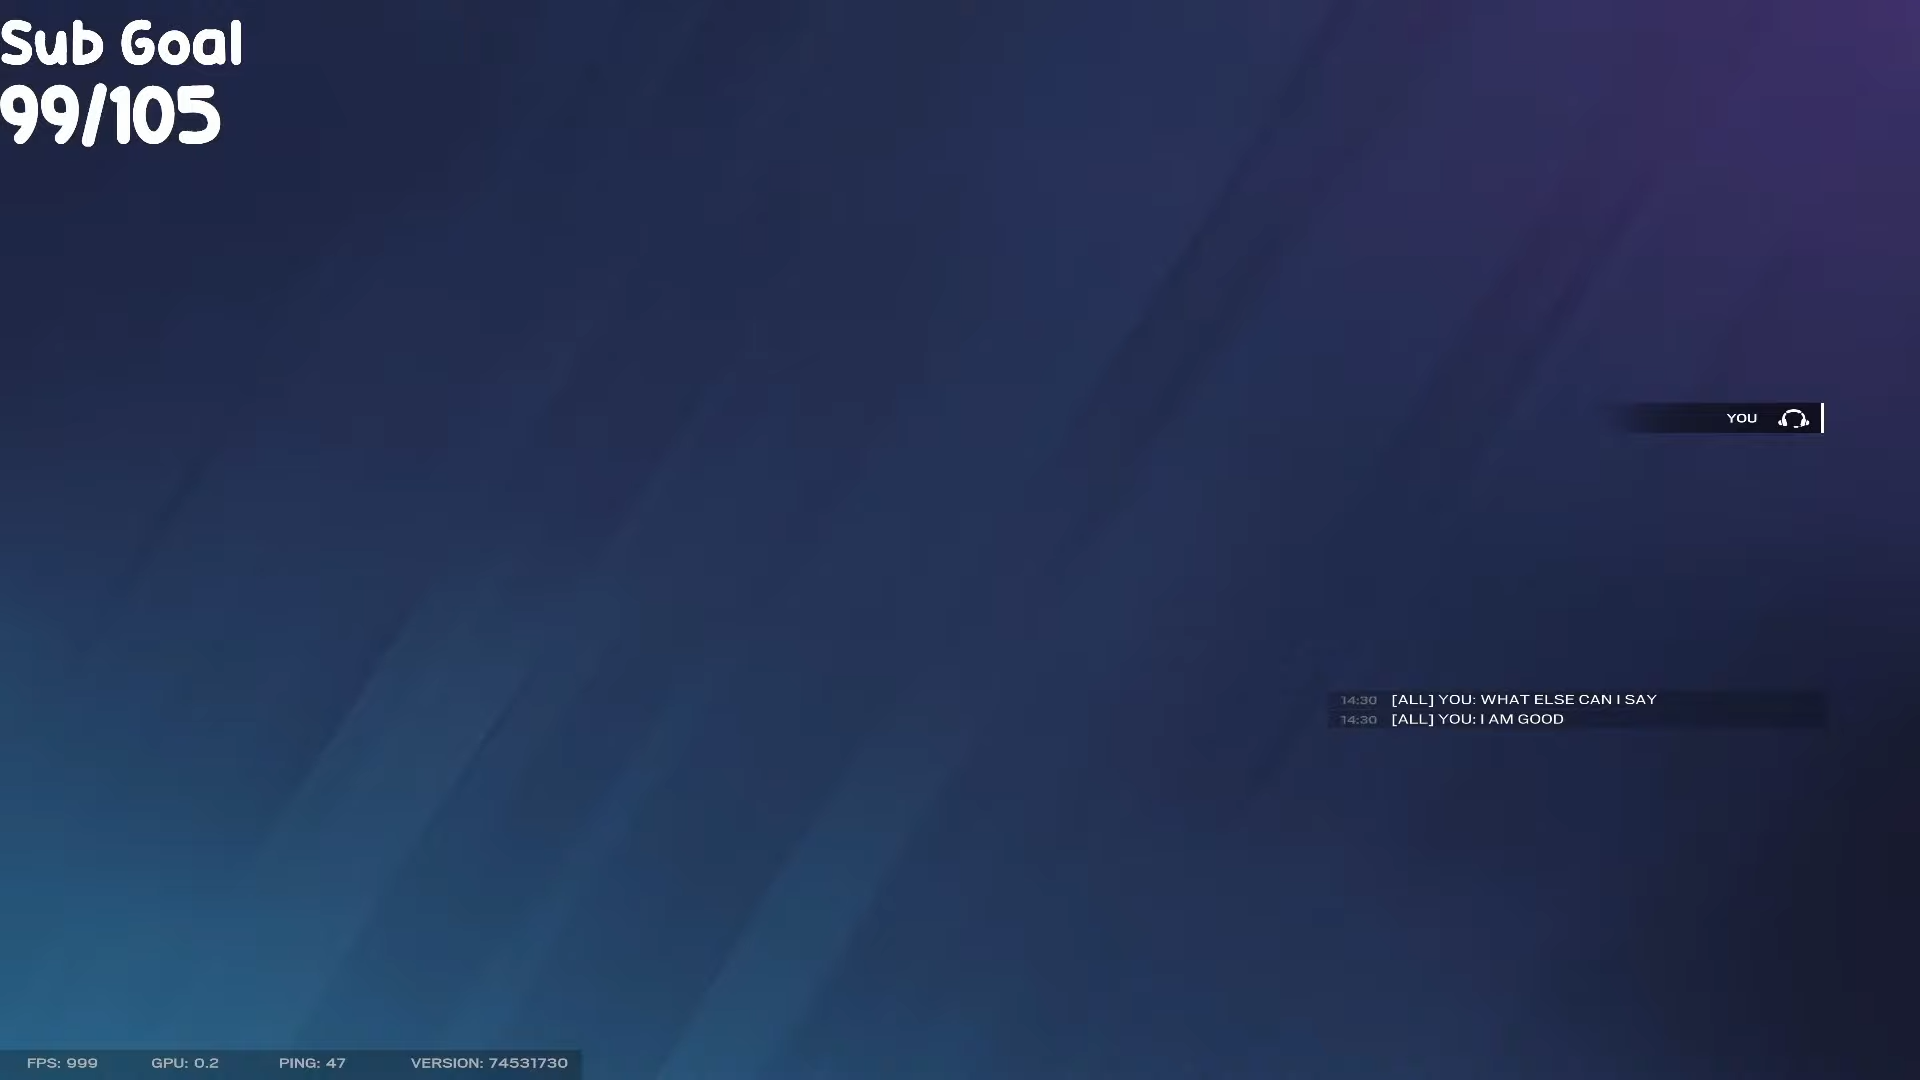 Sub Goal
99/105
YOU
14:30 [ALL] YOU: WHAT ELSE CAN I SAY
14:30 [ALL] YOU: I AM GOOD
FPS: 999 GPU: 0.2 PING: 47 VERSION: 74531730